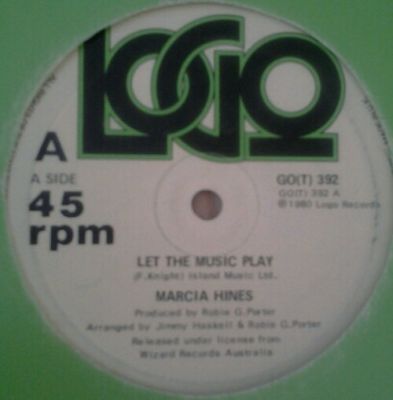 LOGO
A
A SIDE
45
rpm
GO(T) 392
GO(T) 392 A
℗1980 Logo Records
LET THE MUSIC PLAY
(F.Knight) Island Music Ltd.
MARCIA HINES
Produced by Robie G.Porter
Arranged by Jimmy Haskell & Robie G.Porter
Released under license from
Wizard Records Australia